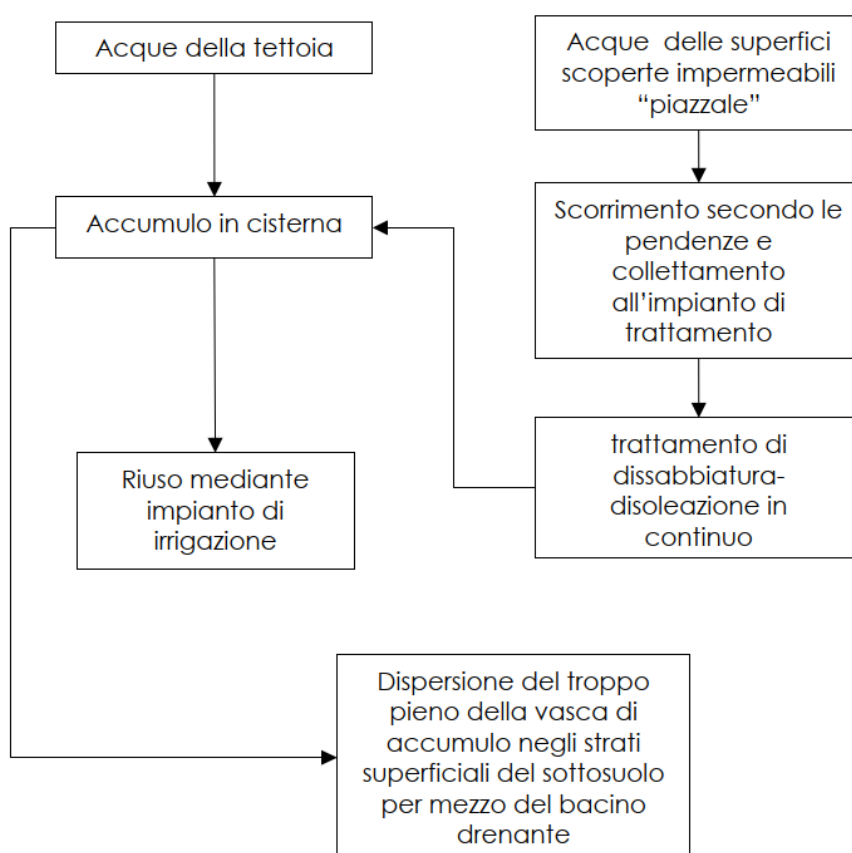 Acque della tettoia
Acque delle superfici
scoperte impermeabili
“piazzale”
Accumulo in cisterna
Scorrimento secondo le
pendenze e
collettamento
all’impianto di
trattamento
Riuso mediante
impianto di
irrigazione
trattamento di
dissabbiatura-
disoleazione in
continuo
Dispersione del troppo
pieno della vasca di
accumulo negli strati
superficiali del sottosuolo
per mezzo del bacino
drenante